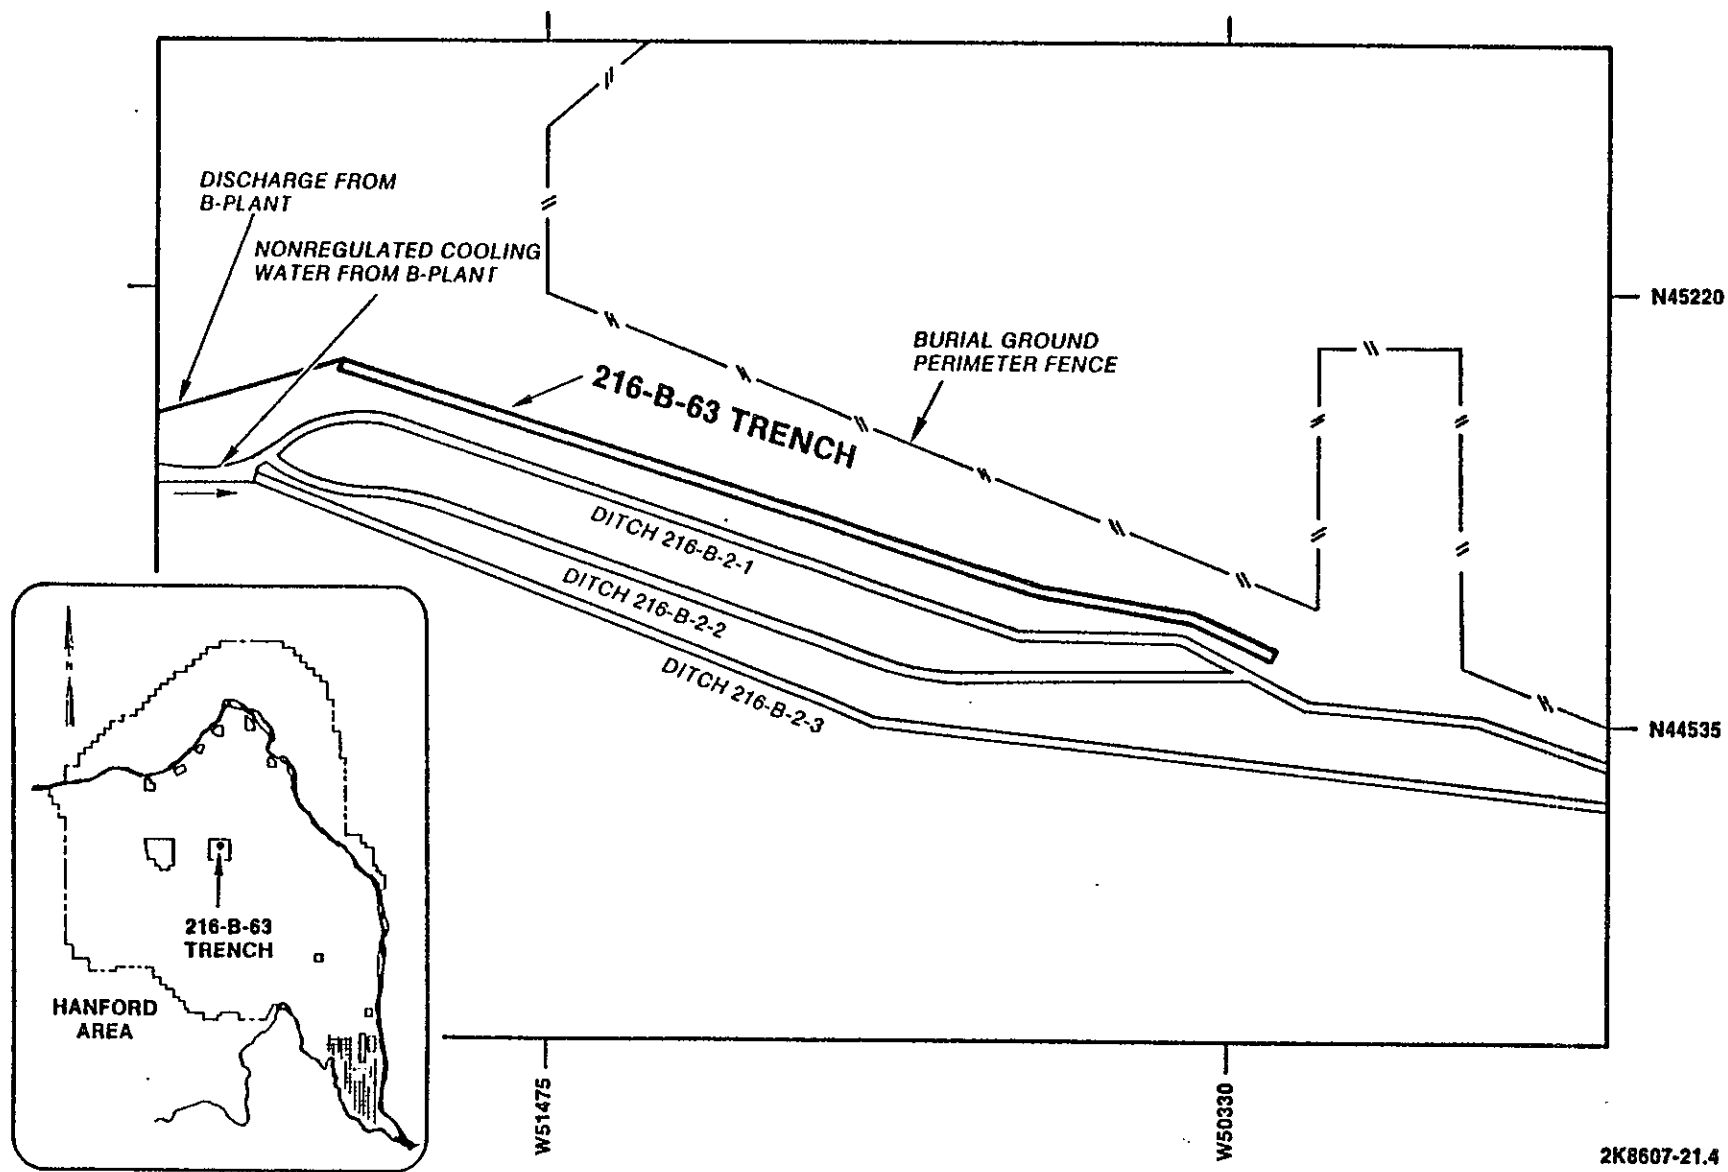 DISCHARGE FROM
B-PLANT
NONREGULATED COOLING
WATER FROM B-PLANT
N45220
BURIAL GROUND
PERIMETER FENCE
216-B-63 TRENCH
DITCH 216-B-2-1
DITCH 216-B-2-2
DITCH 216-B-2-3
N44535
N
216-B-63
TRENCH
HANFORD
AREA
W51475
W50330
2K8607-21.4